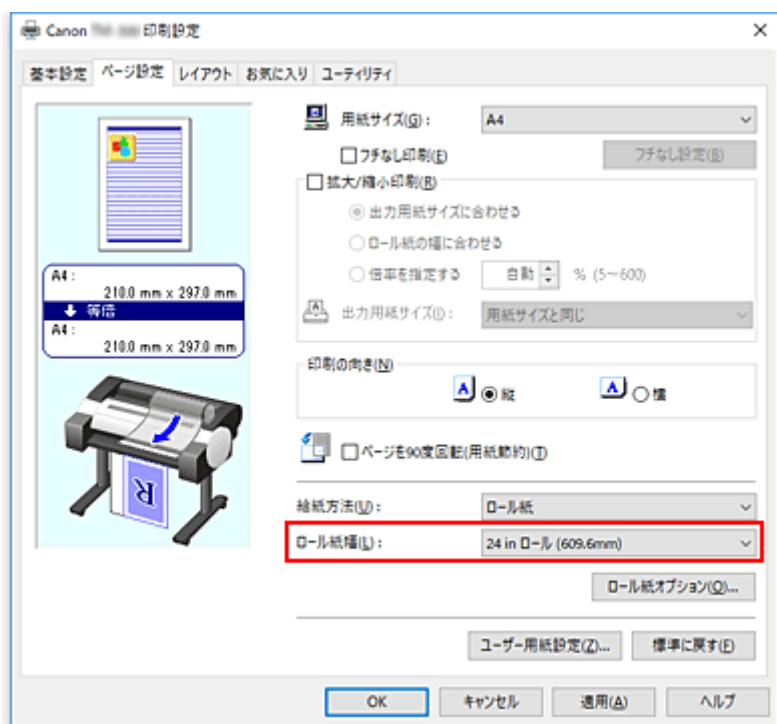 Canon 印刷設定
基本設定 ページ設定 レイアウト お気に入り ユーティリティ
用紙サイズ(G): A4
フチなし印刷(E) フチなし設定(B)
拡大/縮小印刷(R)
出力用紙サイズに合わせる
ロール紙の幅に合わせる
倍率を指定する 自動 % (5～600)
出力用紙サイズ(I): 用紙サイズと同じ
A4:
210.0 mm x 297.0 mm
等倍
A4:
210.0 mm x 297.0 mm
R
印刷の向き(N)
A 縦 A 横
ページを90度回転(用紙節約)(T)
給紙方法(U): ロール紙
ロール紙幅(L): 24 in ロール (609.6mm)
ロール紙オプション(O)...
ユーザー用紙設定(Z)... 標準に戻す(F)
OK キャンセル 適用(A) ヘルプ